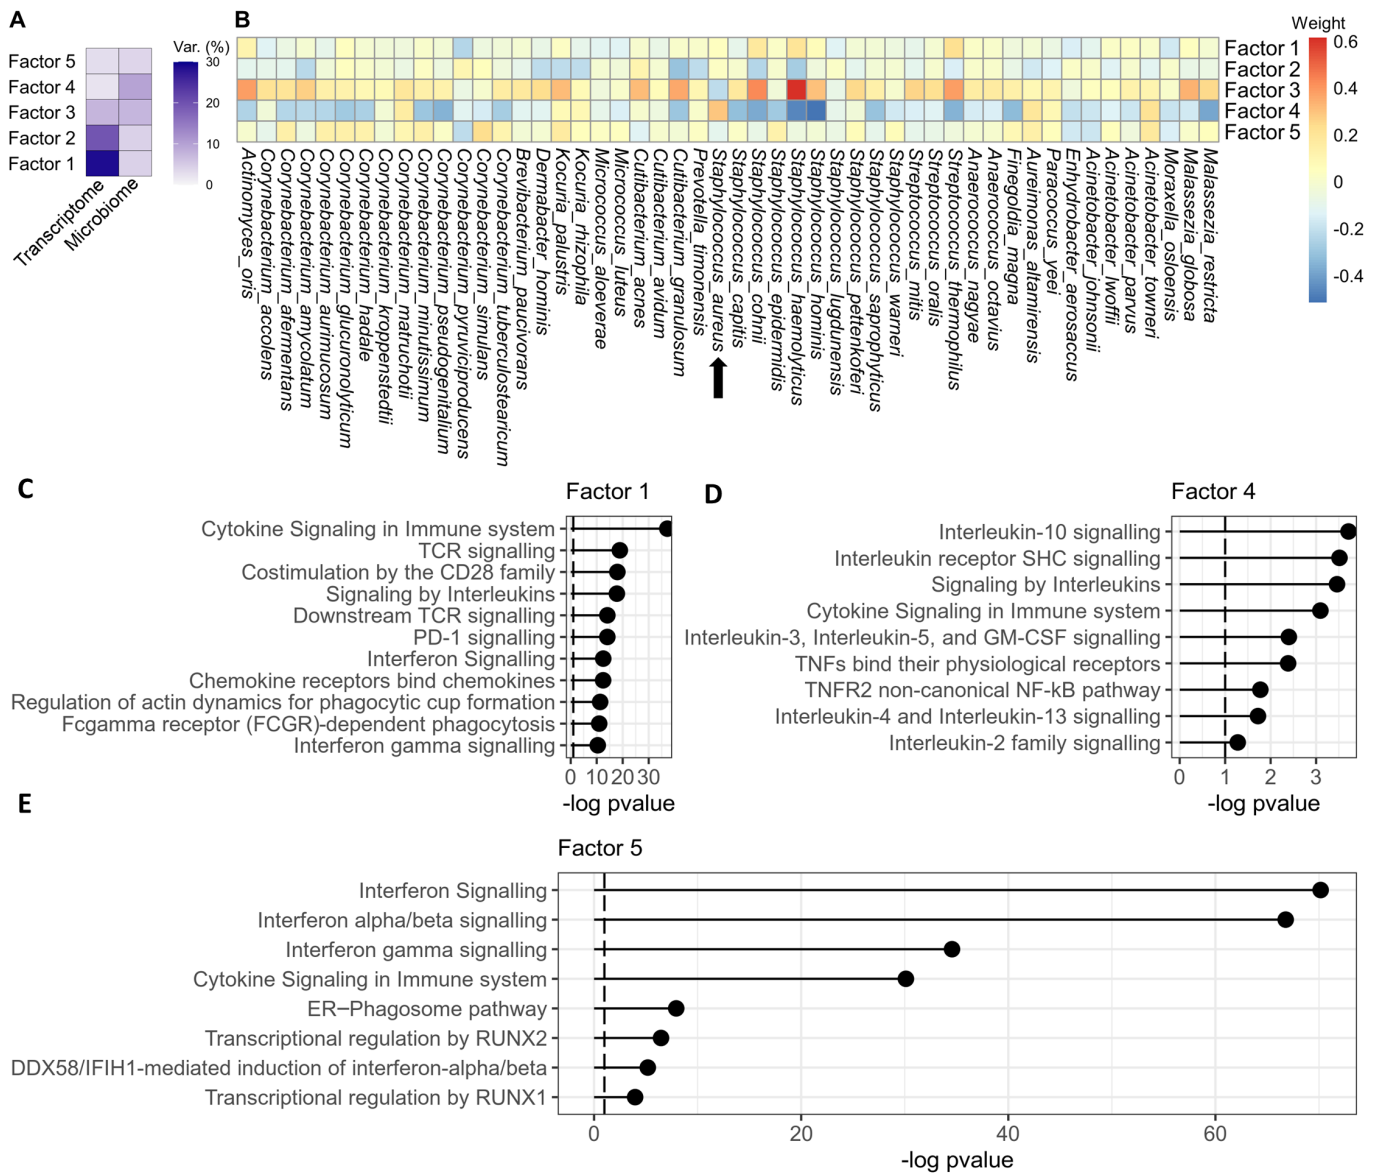 A
Var. (%)
Factor 5
Factor 4
Factor 3
Factor 2
Factor 1
30
20
10
0
Transcriptome
Microbiome
B
Weight
Factor 1
Factor 2
Factor 3
Factor 4
Factor 5
0.6
0.4
0.2
0
-0.2
-0.4
Actinomyces_oris
Corynebacterium_accolens
Corynebacterium_afermentans
Corynebacterium_amycolatum
Corynebacterium_aurimucosum
Corynebacterium_glucuronolyticum
Corynebacterium_hadale
Corynebacterium_kroppenstedtii
Corynebacterium_matruchotii
Corynebacterium_minutissimum
Corynebacterium_pseudogenitalium
Corynebacterium_pyruviciproducens
Corynebacterium_simulans
Corynebacterium_tuberculostearicum
Brevibacterium_paucivorans
Dermabacter_hominis
Kocuria_palustris
Kocuria_rhizophila
Micrococcus_aloeverae
Micrococcus_luteus
Cutibacterium_acnes
Cutibacterium_avidum
Cutibacterium_granulosum
Prevotella_timonensis
Staphylococcus_aureus
Staphylococcus_capitis
Staphylococcus_cohnii
Staphylococcus_epidermidis
Staphylococcus_haemolyticus
Staphylococcus_hominis
Staphylococcus_lugdunensis
Staphylococcus_pettenkoferi
Staphylococcus_saprophyticus
Staphylococcus_warneri
Streptococcus_mitis
Streptococcus_oralis
Streptococcus_thermophilus
Anaerococcus_nagyae
Anaerococcus_octavius
Finegoldia_magna
Aureimonas_altamirensis
Paracoccus_yeei
Enhydrobacter_aerosaccus
Acinetobacter_johnsonii
Acinetobacter_lwoffii
Acinetobacter_parvus
Acinetobacter_towneri
Moraxella_osloensis
Malassezia_globosa
Malassezia_restricta
C
Factor 1
Cytokine Signaling in Immune system
TCR signalling
Costimulation by the CD28 family
Signaling by Interleukins
Downstream TCR signalling
PD-1 signalling
Interferon Signalling
Chemokine receptors bind chemokines
Regulation of actin dynamics for phagocytic cup formation
Fcgamma receptor (FCGR)-dependent phagocytosis
Interferon gamma signalling
0 10 20 30
-log pvalue
D
Factor 4
Interleukin-10 signalling
Interleukin receptor SHC signalling
Signaling by Interleukins
Cytokine Signaling in Immune system
Interleukin-3, Interleukin-5, and GM-CSF signalling
TNFs bind their physiological receptors
TNFR2 non-canonical NF-kB pathway
Interleukin-4 and Interleukin-13 signalling
Interleukin-2 family signalling
0 1 2 3
-log pvalue
E
Factor 5
Interferon Signalling
Interferon alpha/beta signalling
Interferon gamma signalling
Cytokine Signaling in Immune system
ER−Phagosome pathway
Transcriptional regulation by RUNX2
DDX58/IFIH1-mediated induction of interferon-alpha/beta
Transcriptional regulation by RUNX1
0 20 40 60
-log pvalue